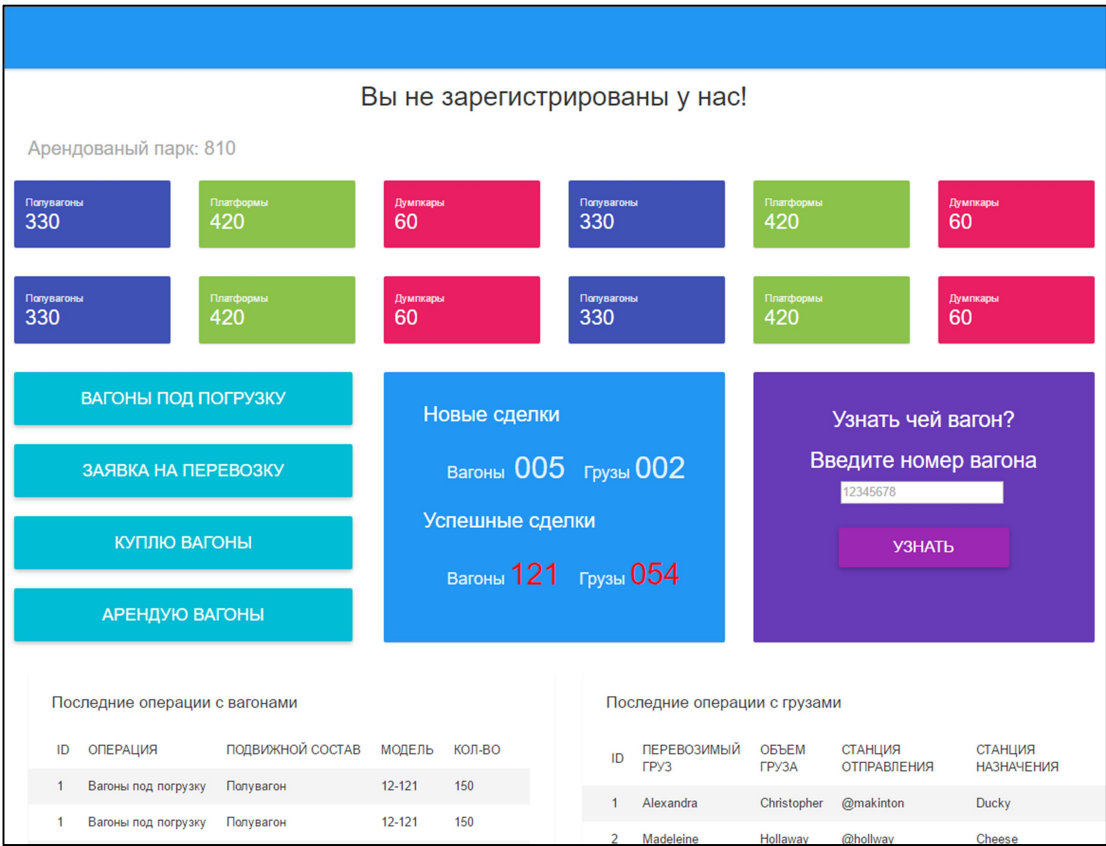 Вы не зарегистрированы у нас!
Арендованый парк: 810
Полувагоны Платформы Думпкары Полувагоны Платформы Думпкары
330 420 60 330 420 60
Полувагоны Платформы Думпкары Полувагоны Платформы Думпкары
330 420 60 330 420 60
ВАГОНЫ ПОД ПОГРУЗКУ
ЗАЯВКА НА ПЕРЕВОЗКУ
КУПЛЮ ВАГОНЫ
АРЕНДУЮ ВАГОНЫ
Новые сделки
Вагоны 005 Грузы 002
Успешные сделки
Вагоны 121 Грузы 054
Узнать чей вагон?
Введите номер вагона
12345678
УЗНАТЬ
Последние операции с вагонами
ID ОПЕРАЦИЯ ПОДВИЖНОЙ СОСТАВ МОДЕЛЬ КОЛ-ВО
1 Вагоны под погрузку Полувагон 12-121 150
1 Вагоны под погрузку Полувагон 12-121 150
Последние операции с грузами
ID ПЕРЕВОЗИМЫЙ ГРУЗ ОБЪЕМ ГРУЗА СТАНЦИЯ ОТПРАВЛЕНИЯ СТАНЦИЯ НАЗНАЧЕНИЯ
1 Alexandra Christopher @makinton Ducky
2 Madeleine Hollaway @hollway Cheese